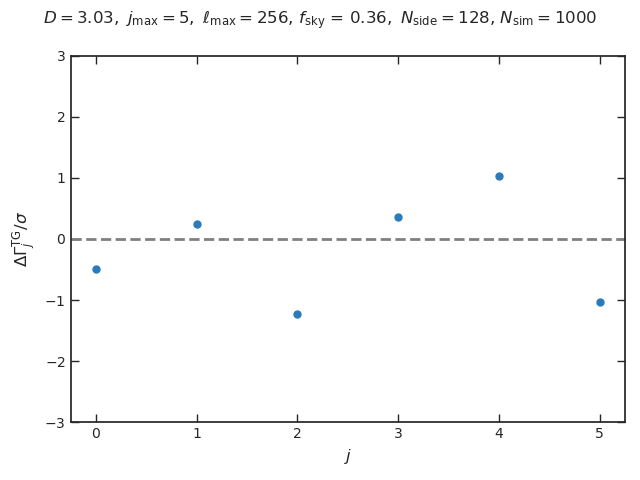 D = 3.03, j_max = 5, ℓ_max = 256, f_sky = 0.36, N_side = 128, N_sim = 1000
3
2
1
0
−1
−2
−3
ΔΓ_j^TG/σ
0 1 2 3 4 5
j